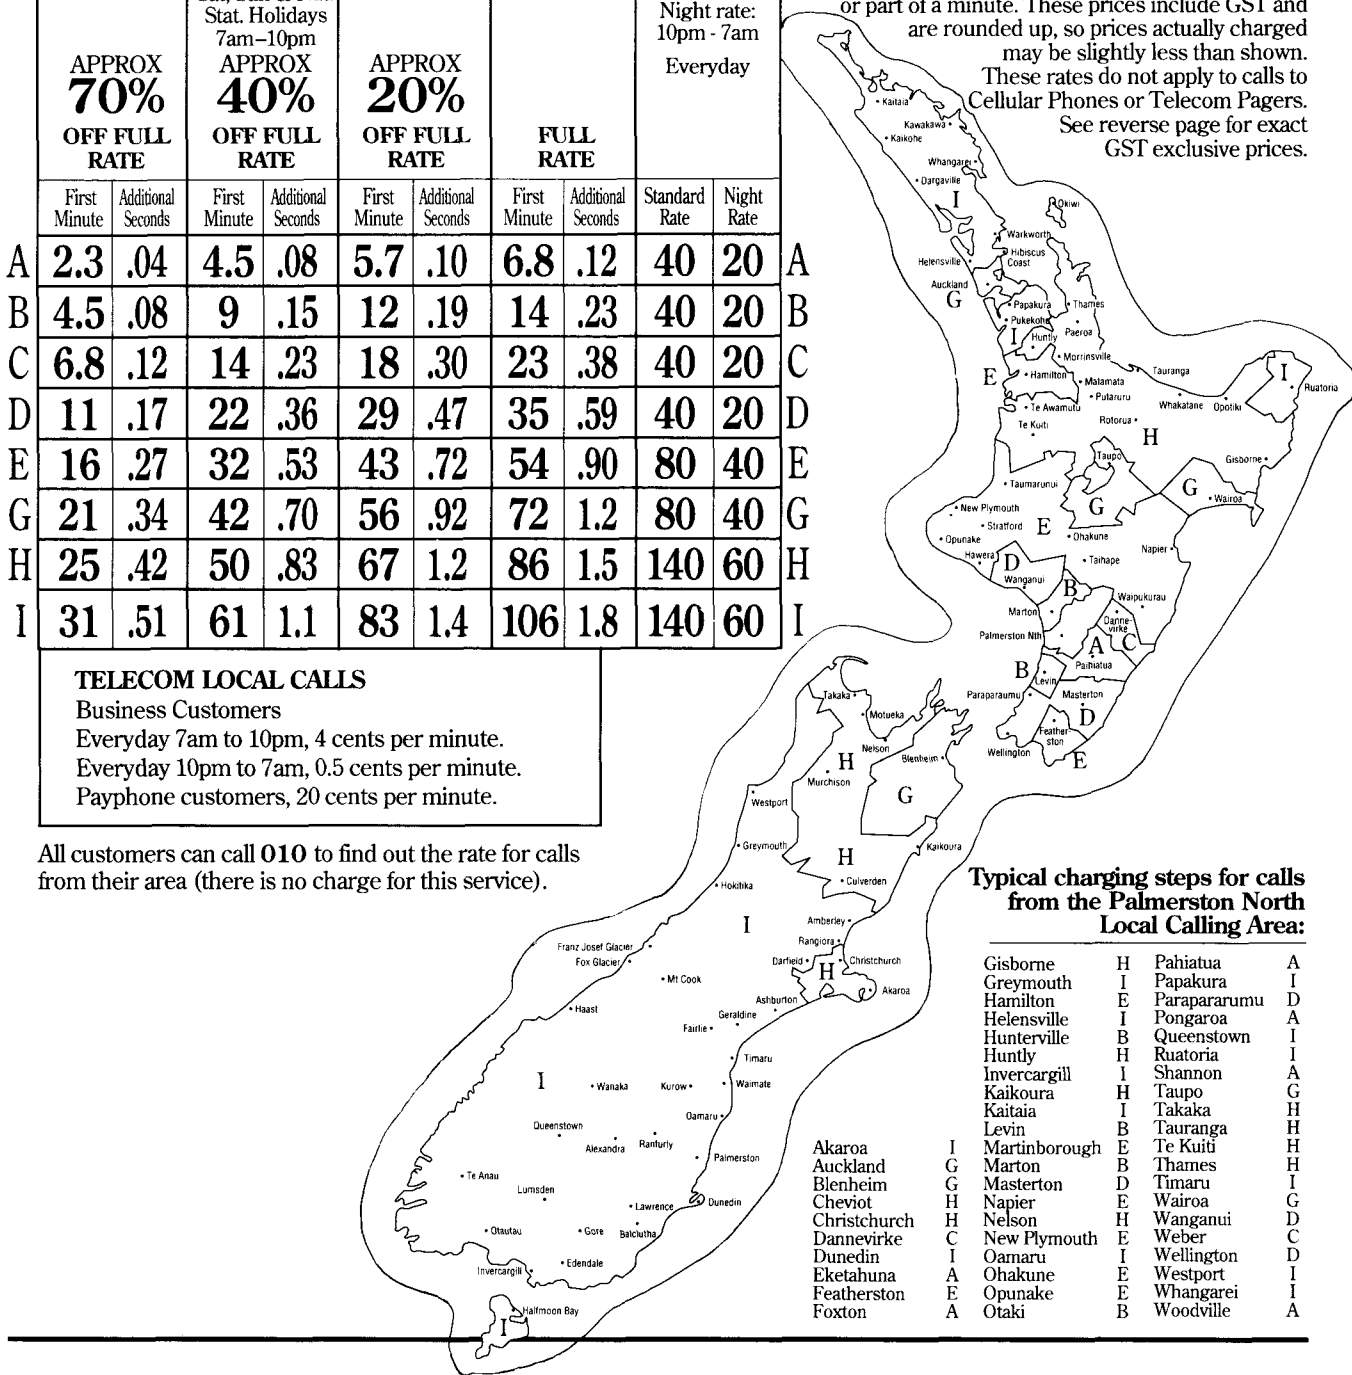 Stat. Holidays
7am–10pm
APPROX
70%
OFF FULL
RATE
APPROX
40%
OFF FULL
RATE
APPROX
20%
OFF FULL
RATE
FULL
RATE
Night rate:
10pm - 7am
Everyday
or part of a minute. These prices include GST and
are rounded up, so prices actually charged
may be slightly less than shown.
These rates do not apply to calls to
Cellular Phones or Telecom Pagers.
See reverse page for exact
GST exclusive prices.
First Minute Additional Seconds First Minute Additional Seconds First Minute Additional Seconds First Minute Additional Seconds Standard Rate Night Rate
A 2.3 .04 4.5 .08 5.7 .10 6.8 .12 40 20 A
B 4.5 .08 9 .15 12 .19 14 .23 40 20 B
C 6.8 .12 14 .23 18 .30 23 .38 40 20 C
D 11 .17 22 .36 29 .47 35 .59 40 20 D
E 16 .27 32 .53 43 .72 54 .90 80 40 E
G 21 .34 42 .70 56 .92 72 1.2 80 40 G
H 25 .42 50 .83 67 1.2 86 1.5 140 60 H
I 31 .51 61 1.1 83 1.4 106 1.8 140 60 I
TELECOM LOCAL CALLS
Business Customers
Everyday 7am to 10pm, 4 cents per minute.
Everyday 10pm to 7am, 0.5 cents per minute.
Payphone customers, 20 cents per minute.
All customers can call 010 to find out the rate for calls
from their area (there is no charge for this service).
Kaitaia
Kawakawa
Kaikohe
Whangarei
Dargaville
I
Okiwi
Warkworth
Hibiscus
Coast
Helensville
Auckland
G
Papakura
Thames
Pukekohe
Paeroa
I
Huntly
Morrinsville
E
Hamilton
Matamata
Tauranga
I
Ruatoria
Putaruru
Whakatane
Opotiki
Te Awamutu
Rotorua
Te Kuiti
H
Taupo
Gisborne
Taumarunui
G
G
Wairoa
New Plymouth
Stratford
E
Ohakune
Opunake
Napier
Hawera
D
Taihape
Wanganui
B
Waipukurau
Marton
Danne-
virke
Palmerston Nth
A
C
Pahiatua
B
Levin
Paraparaumu
Masterton
D
Feather-
ston
Wellington
E
Takaka
Motueka
Nelson
Blenheim
H
Murchison
G
Westport
Greymouth
Kaikoura
H
Hokitika
Culverden
I
Amberley
Rangiora
Franz Josef Glacier
Fox Glacier
Darfield
Christchurch
H
Mt Cook
Akaroa
Ashburton
Haast
Geraldine
Fairlie
Timaru
I
Wanaka
Kurow
Waimate
Oamaru
Queenstown
Alexandra
Ranfurly
Palmerston
Te Anau
Lumsden
Lawrence
Dunedin
Otautau
Gore
Balclutha
Edendale
Invercargill
Halfmoon Bay
I
Typical charging steps for calls
from the Palmerston North
Local Calling Area:
Akaroa I
Auckland G
Blenheim G
Cheviot H
Christchurch H
Dannevirke C
Dunedin I
Eketahuna A
Featherston E
Foxton A
Gisborne H
Greymouth I
Hamilton E
Helensville I
Hunterville B
Huntly H
Invercargill I
Kaikoura H
Kaitaia I
Levin B
Martinborough E
Marton B
Masterton D
Napier E
Nelson H
New Plymouth E
Oamaru I
Ohakune E
Opunake E
Otaki B
Pahiatua A
Papakura I
Parapararumu D
Pongaroa A
Queenstown I
Ruatoria I
Shannon A
Taupo G
Takaka H
Tauranga H
Te Kuiti H
Thames H
Timaru I
Wairoa G
Wanganui D
Weber C
Wellington D
Westport I
Whangarei I
Woodville A